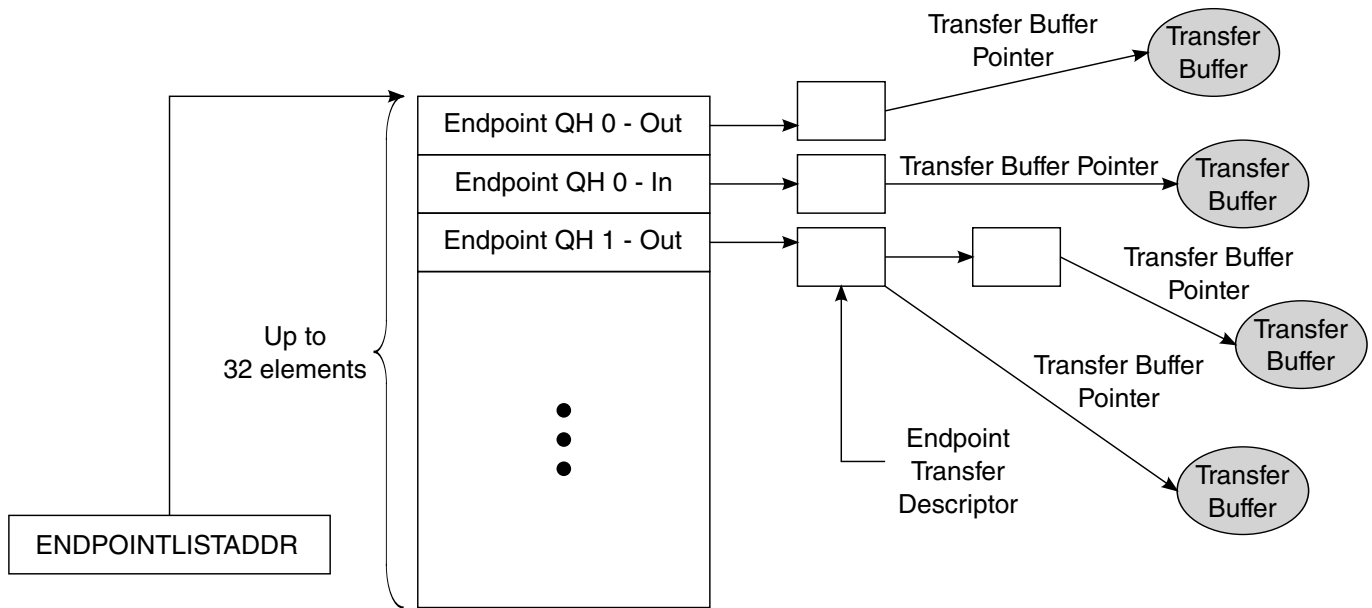 Transfer Buffer
Pointer
Transfer
Buffer
Endpoint QH 0 - Out
Endpoint QH 0 - In
Transfer Buffer Pointer
Transfer
Buffer
Endpoint QH 1 - Out
Transfer Buffer
Pointer
Transfer
Buffer
Up to
32 elements
Transfer Buffer
Pointer
Endpoint
Transfer
Descriptor
Transfer
Buffer
ENDPOINTLISTADDR